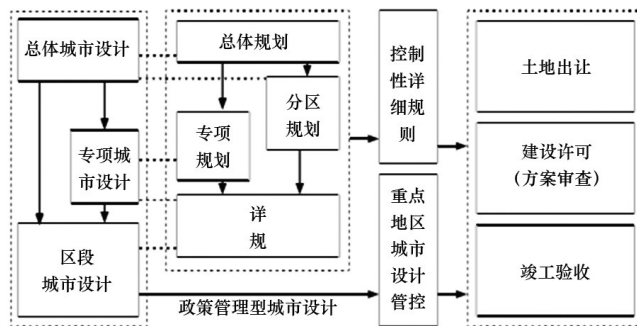 总体城市设计
专项城
市设计
区段
城市设计
总体规划
专项
规划
分区
规划
详
规
政策管理型城市设计
控制
性详
细规
则
重点
地区
城市
设计
管控
土地出让
建设许可
(方案审查)
竣工验收